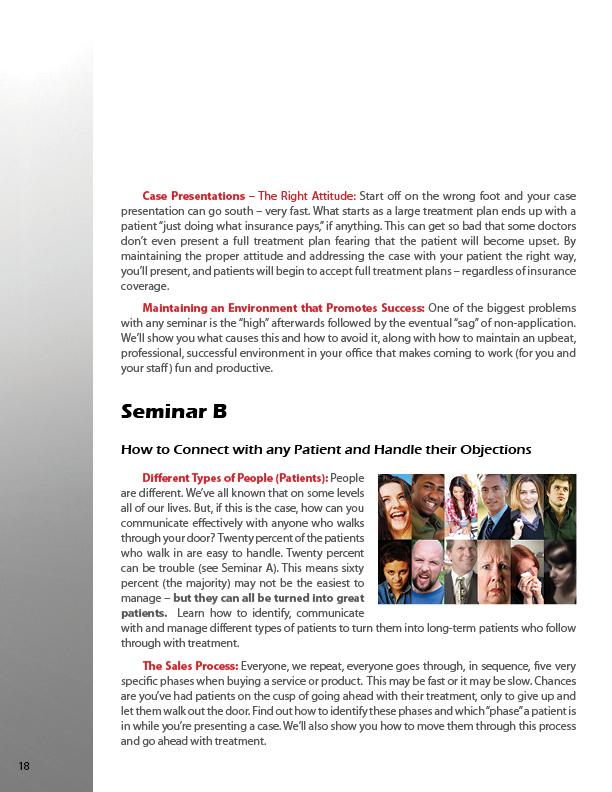 Case Presentations – The Right Attitude: Start off on the wrong foot and your case
presentation can go south – very fast. What starts as a large treatment plan ends up with a
patient “just doing what insurance pays,” if anything. This can get so bad that some doctors
don’t even present a full treatment plan fearing that the patient will become upset. By
maintaining the proper attitude and addressing the case with your patient the right way,
you’ll present, and patients will begin to accept full treatment plans – regardless of insurance
coverage.
Maintaining an Environment that Promotes Success: One of the biggest problems
with any seminar is the “high” afterwards followed by the eventual “sag” of non-application.
We’ll show you what causes this and how to avoid it, along with how to maintain an upbeat,
professional, successful environment in your office that makes coming to work (for you and
your staff) fun and productive.
Seminar B
How to Connect with any Patient and Handle their Objections
Different Types of People (Patients): People
are different. We’ve all known that on some levels
all of our lives. But, if this is the case, how can you
communicate effectively with anyone who walks
through your door? Twenty percent of the patients
who walk in are easy to handle. Twenty percent
can be trouble (see Seminar A). This means sixty
percent (the majority) may not be the easiest to
manage – but they can all be turned into great
patients. Learn how to identify, communicate
with and manage different types of patients to turn them into long-term patients who follow
through with treatment.
The Sales Process: Everyone, we repeat, everyone goes through, in sequence, five very
specific phases when buying a service or product. This may be fast or it may be slow. Chances
are you’ve had patients on the cusp of going ahead with their treatment, only to give up and
let them walk out the door. Find out how to identify these phases and which “phase” a patient is
in while you’re presenting a case. We’ll also show you how to move them through this process
and go ahead with treatment.
18